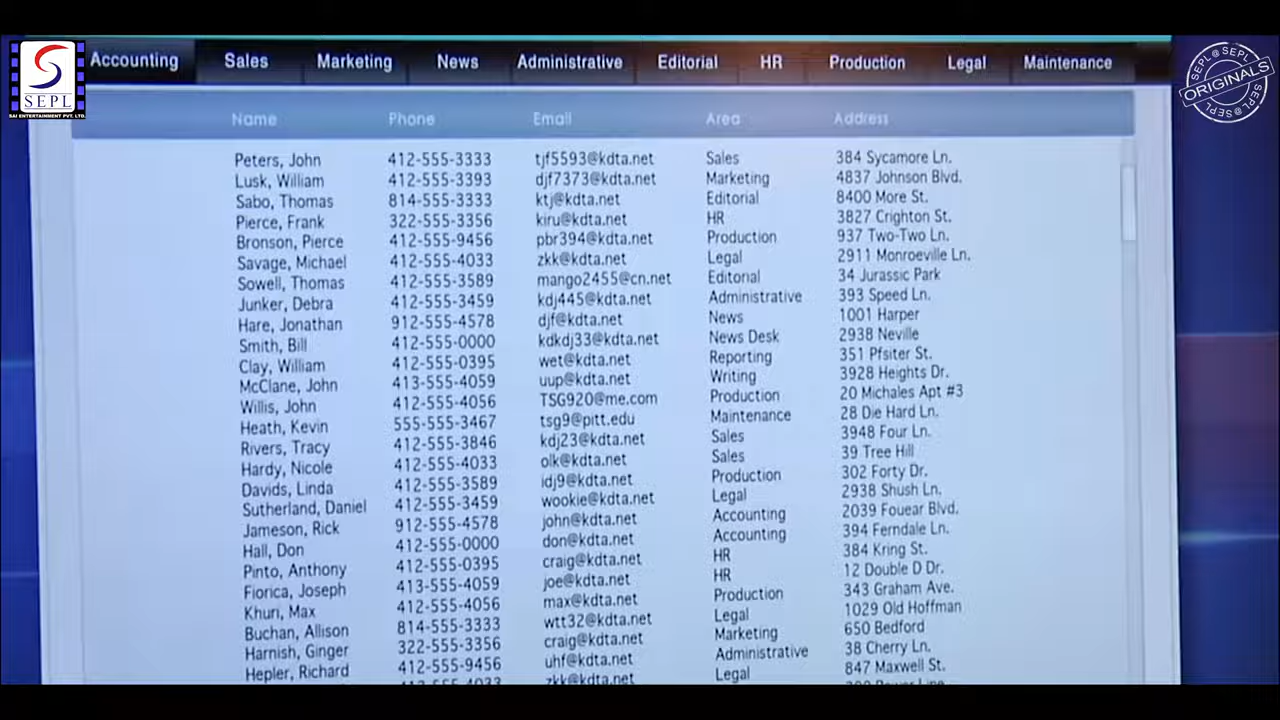 Accounting Sales Marketing News Administrative Editorial HR Production Legal Maintenance
SEPL
SAI ENTERTAINMENT PVT. LTD.
SEPL@SEPL
ORIGINALS
SEPL@SEPL
Name Phone Email Area Address
Peters, John 412-555-3333 tjf5593@kdta.net Sales 384 Sycamore Ln.
Lusk, William 412-555-3393 djf7373@kdta.net Marketing 4837 Johnson Blvd.
Sabo, Thomas 814-555-3333 ktj@kdta.net Editorial 8400 More St.
Pierce, Frank 322-555-3356 kiru@kdta.net HR 3827 Crighton St.
Bronson, Pierce 412-555-9456 pbr394@kdta.net Production 937 Two-Two Ln.
Savage, Michael 412-555-4033 zkk@kdta.net Legal 2911 Monroeville Ln.
Sowell, Thomas 412-555-3589 mango2455@cn.net Editorial 34 Jurassic Park
Junker, Debra 412-555-3459 kdj445@kdta.net Administrative 393 Speed Ln.
Hare, Jonathan 912-555-4578 djf@kdta.net News 1001 Harper
Smith, Bill 412-555-0000 kdkdj33@kdta.net News Desk 2938 Neville
Clay, William 412-555-0395 wet@kdta.net Reporting 351 Pfsiter St.
McClane, John 413-555-4059 uup@kdta.net Writing 3928 Heights Dr.
Willis, John 412-555-4056 TSG920@me.com Production 20 Michales Apt #3
Heath, Kevin 555-555-3467 tsg9@pitt.edu Maintenance 28 Die Hard Ln.
Rivers, Tracy 412-555-3846 kdj23@kdta.net Sales 3948 Four Ln.
Hardy, Nicole 412-555-4033 olk@kdta.net Sales 39 Tree Hill
Davids, Linda 412-555-3589 idj9@kdta.net Production 302 Forty Dr.
Sutherland, Daniel 412-555-3459 wookie@kdta.net Legal 2938 Shush Ln.
Jameson, Rick 912-555-4578 john@kdta.net Accounting 2039 Fouear Blvd.
Hall, Don 412-555-0000 don@kdta.net Accounting 394 Ferndale Ln.
Pinto, Anthony 412-555-0395 craig@kdta.net HR 384 Kring St.
Fiorica, Joseph 413-555-4059 joe@kdta.net HR 12 Double D Dr.
Khuri, Max 412-555-4056 max@kdta.net Production 343 Graham Ave.
Buchan, Allison 814-555-3333 wtt32@kdta.net Legal 1029 Old Hoffman
Harnish, Ginger 322-555-3356 craig@kdta.net Marketing 650 Bedford
Hepler, Richard 412-555-9456 uhf@kdta.net Administrative 38 Cherry Ln.
412-555-4033 zkk@kdta.net Legal 847 Maxwell St.